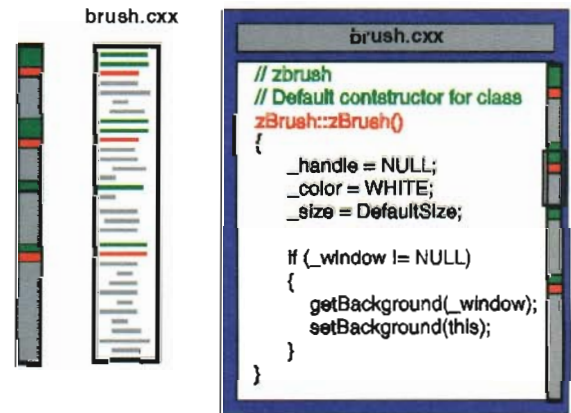 brush.cxx
brush.cxx
// zbrush
// Default contstructor for class
zBrush::zBrush()
{
_handle = NULL;
_color = WHITE;
_size = DefaultSize;
if (_window != NULL)
{
getBackground(_window);
setBackground(this);
}
}